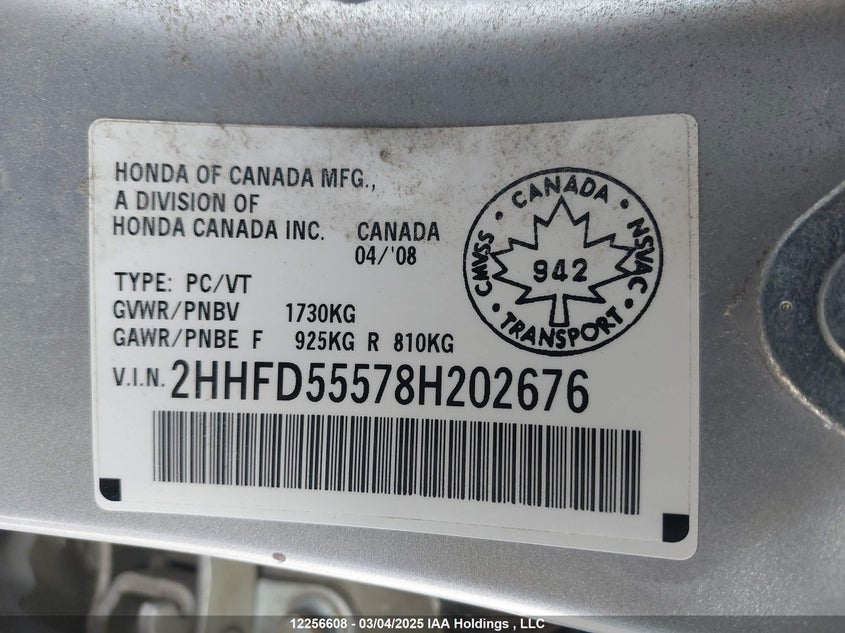 HONDA OF CANADA MFG.,
A DIVISION OF
HONDA CANADA INC. CANADA
04/'08
TYPE: PC/VT
GVWR/PNBV 1730KG
GAWR/PNBE F 925KG R 810KG
V.I.N. 2HHFD55578H202676
CMVSS • CANADA • NSVAC • TRANSPORT •
942
12256608 - 03/04/2025 IAA Holdings , LLC